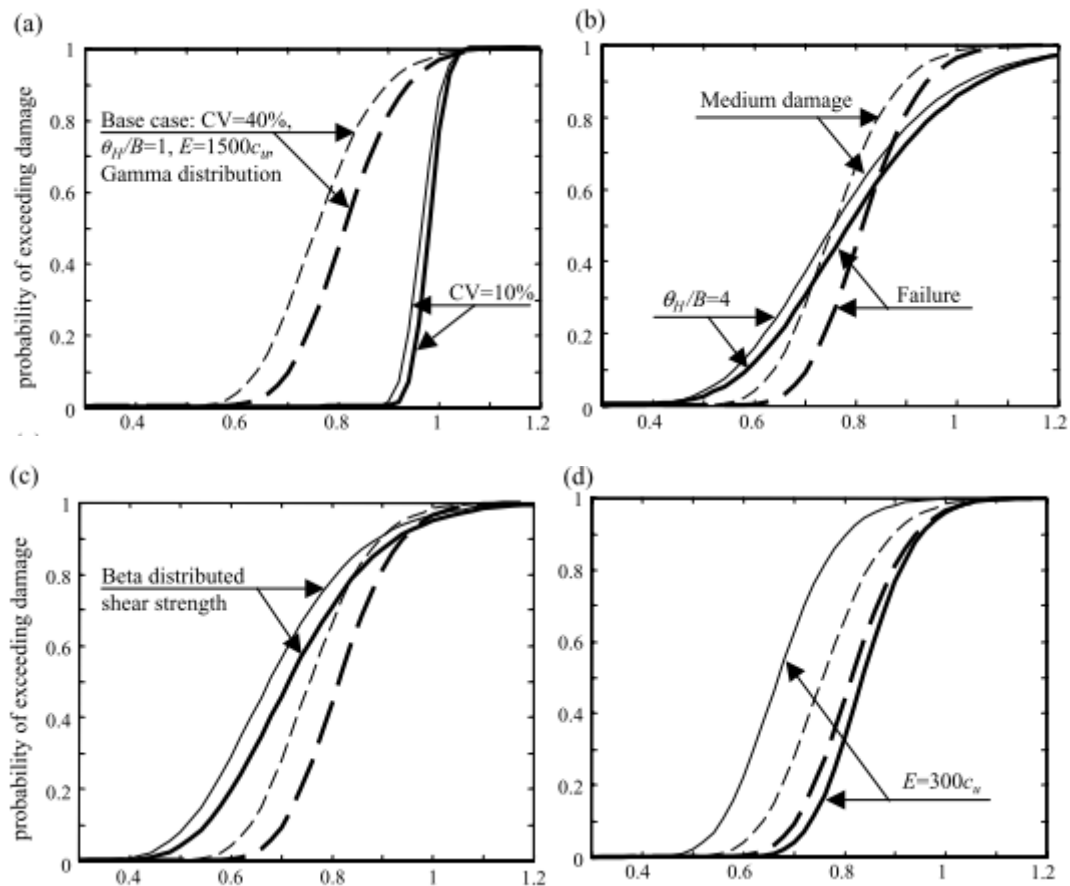 (a)
1
0.8
0.6
0.4
0.2
0
0.4
0.6
0.8
1
1.2
probability of exceeding damage
Base case: CV=40%,
θ_H/B=1, E=1500c_u,
Gamma distribution
CV=10%
(b)
1
0.8
0.6
0.4
0.2
0
0.4
0.6
0.8
1
1.2
Medium damage
θ_H/B=4
Failure
(c)
1
0.8
0.6
0.4
0.2
0
0.4
0.6
0.8
1
1.2
probability of exceeding damage
Beta distributed
shear strength
(d)
1
0.8
0.6
0.4
0.2
0
0.4
0.6
0.8
1
1.2
E=300c_u